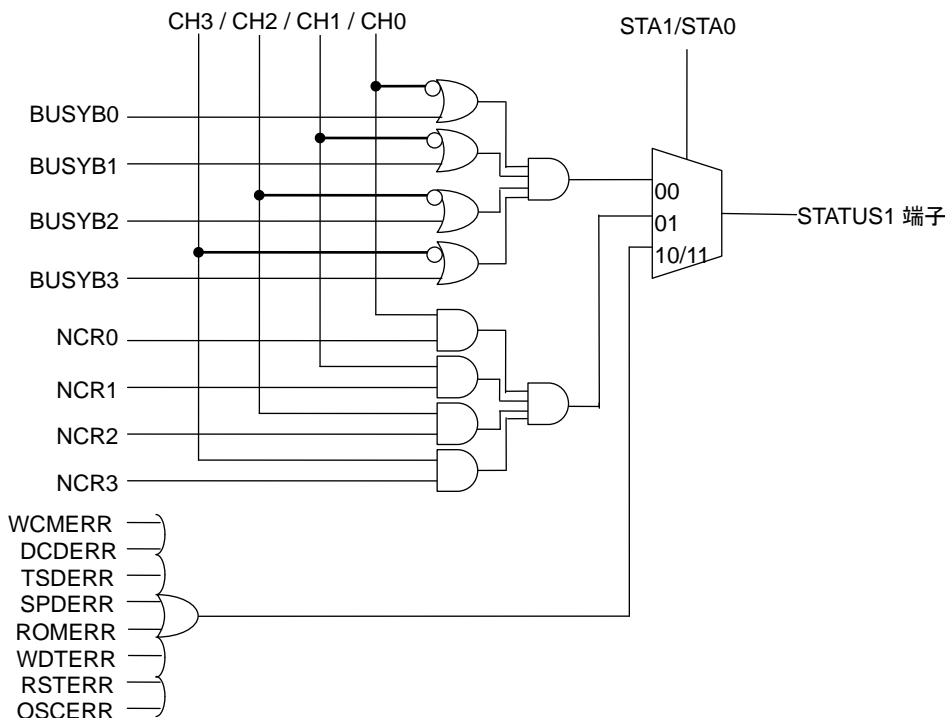 CH3 / CH2 / CH1 / CH0
STA1/STA0
BUSYB0
BUSYB1
BUSYB2
BUSYB3
00
01
10/11
STATUS1 端子
NCR0
NCR1
NCR2
NCR3
WCMERR
DCDERR
TSDERR
SPDERR
ROMERR
WDTERR
RSTERR
OSCERR